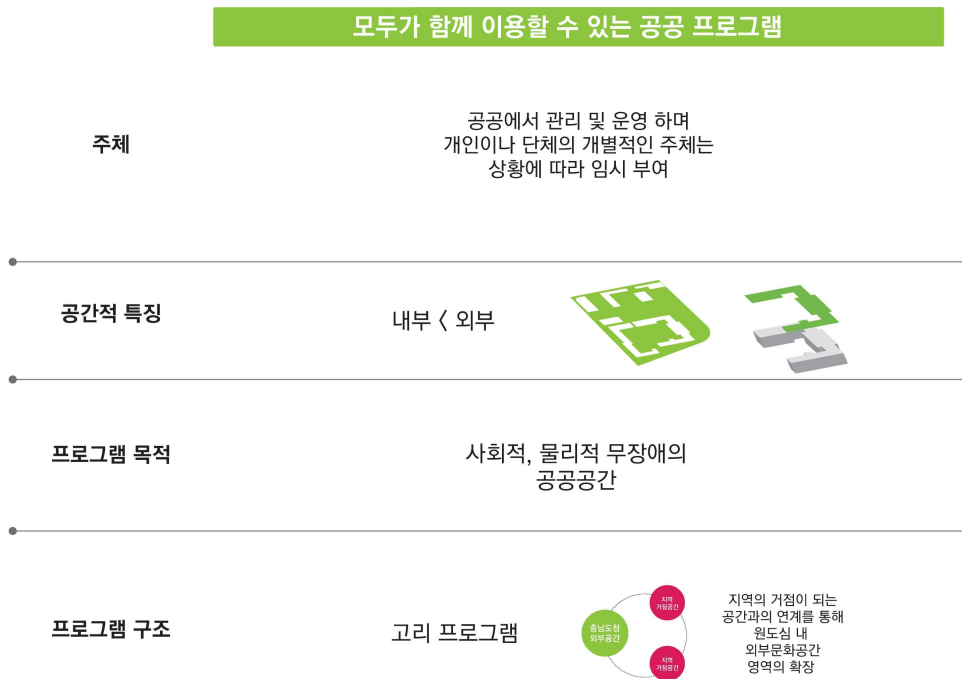 모두가 함께 이용할 수 있는 공공 프로그램
주체
공공에서 관리 및 운영 하며
개인이나 단체의 개별적인 주체는
상황에 따라 임시 부여
공간적 특징
내부 < 외부
프로그램 목적
사회적, 물리적 무장애의
공공공간
프로그램 구조
고리 프로그램
충남도청
외부공간
지역
거점공간
지역
거점공간
지역의 거점이 되는
공간과의 연계를 통해
원도심 내
외부문화공간
영역의 확장